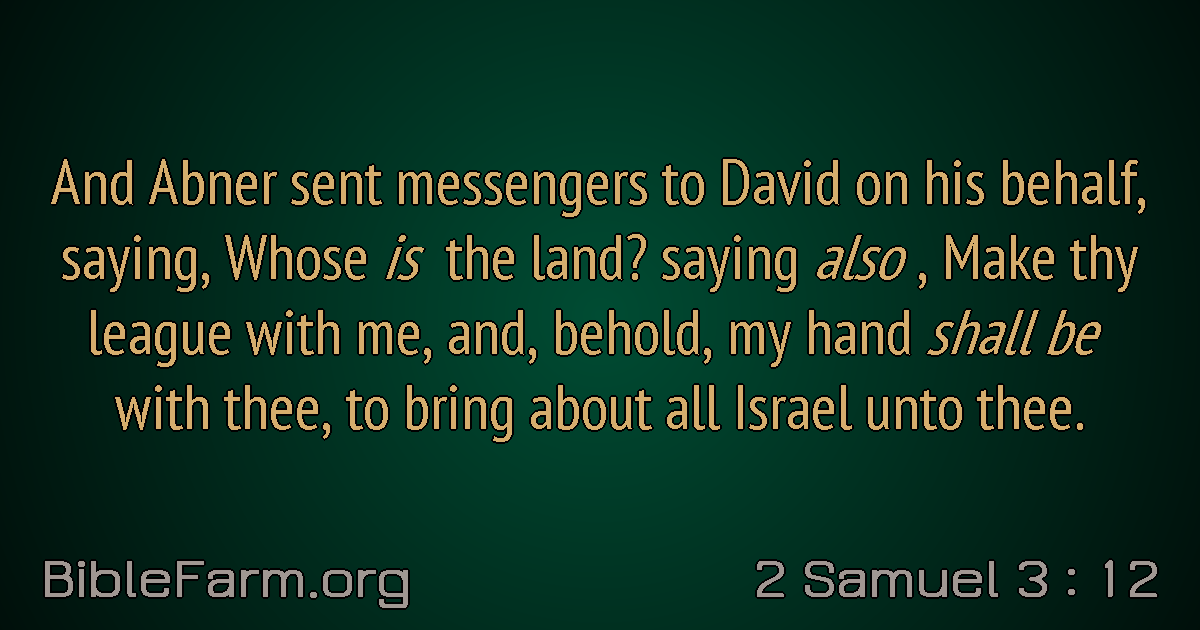 And Abner sent messengers to David on his behalf,
saying, Whose is the land? saying also , Make thy
league with me, and, behold, my hand shall be
with thee, to bring about all Israel unto thee.
BibleFarm.org
2 Samuel 3 : 12